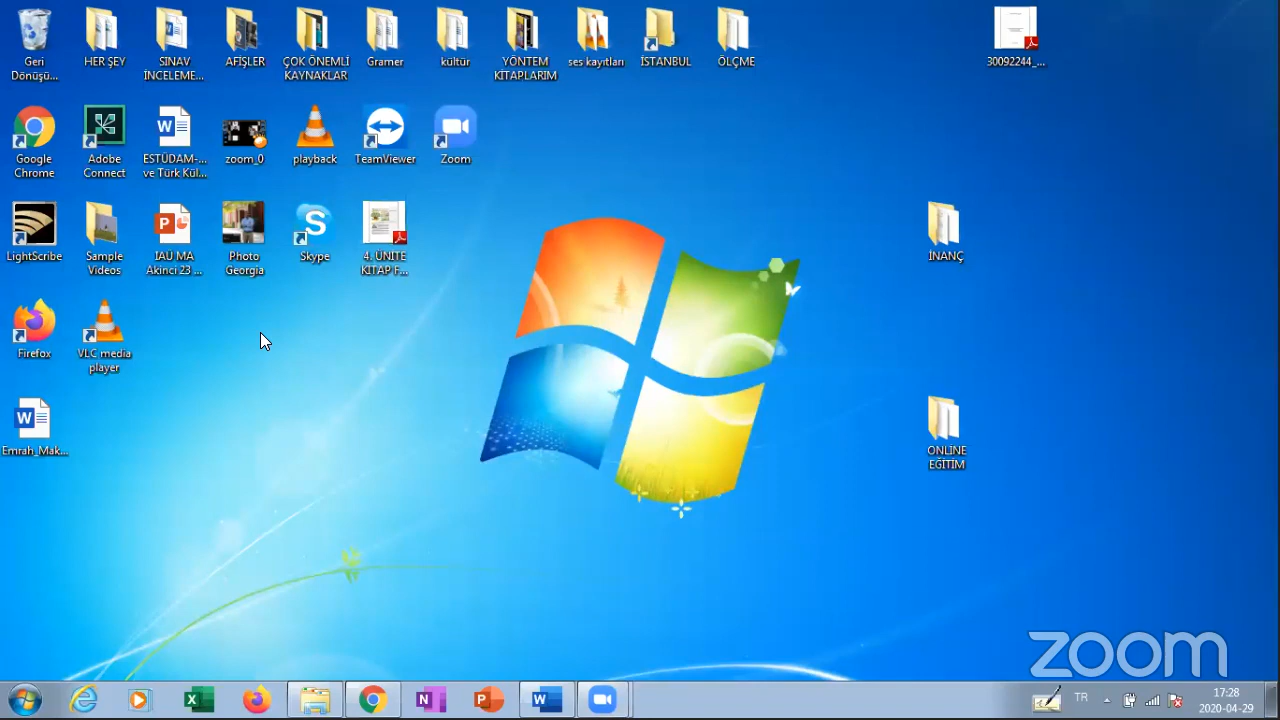 Geri
Dönüşü...
HER ŞEY
SINAV
İNCELEME...
AFİŞLER
ÇOK ÖNEMLİ
KAYNAKLAR
Gramer
kültür
YÖNTEM
KİTAPLARIM
ses kayıtları
İSTANBUL
ÖLÇME
30092244_...
Google
Chrome
Adobe
Connect
ESTÜDAM-...
ve Türk Kül...
zoom_0
playback
TeamViewer
Zoom
LightScribe
Sample
Videos
IAU MA
Akinci 23 ...
Photo
Georgia
Skype
4. ÜNİTE
KİTAP F...
İNANÇ
Firefox
VLC media
player
Emrah_Mak...
ONLİNE
EĞİTİM
zoom
TR
17:28
2020-04-29